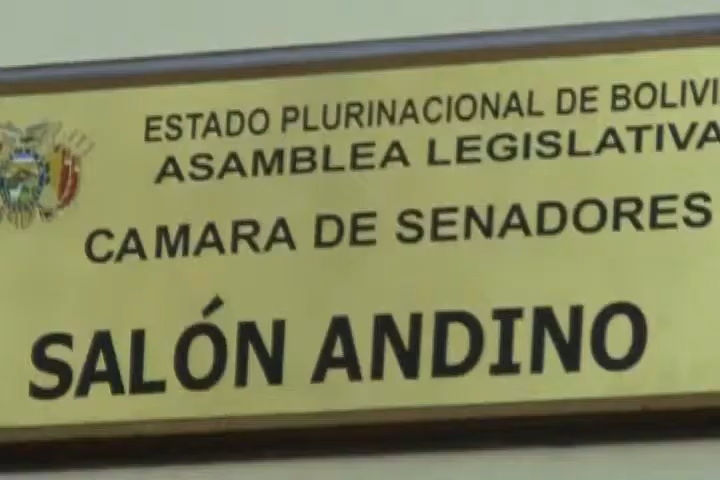 ESTADO PLURINACIONAL DE BOLIVI
ASAMBLEA LEGISLATIVA
CAMARA DE SENADORES
SALÓN ANDINO